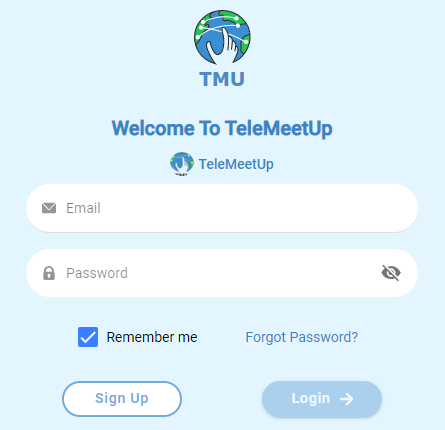 TMU
Welcome To TeleMeetUp
TeleMeetUp
Email
Password
Remember me Forgot Password?
Sign Up Login